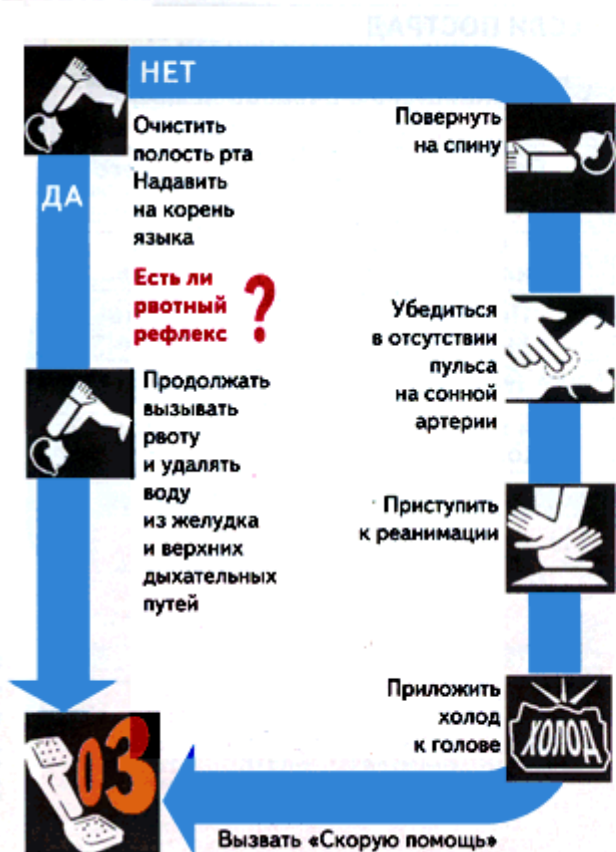 НЕТ
Очистить
полость рта
Надавить
на корень
языка
ДА
Есть ли
рвотный
рефлекс
?
Продолжать
вызывать
рвоту
и удалять
воду
из желудка
и верхних
дыхательных
путей
Повернуть
на спину
Убедиться
в отсутствии
пульса
на сонной
артерии
Приступить
к реанимации
Приложить
холод
к голове
ХОЛОД
03
Вызвать «Скорую помощь»